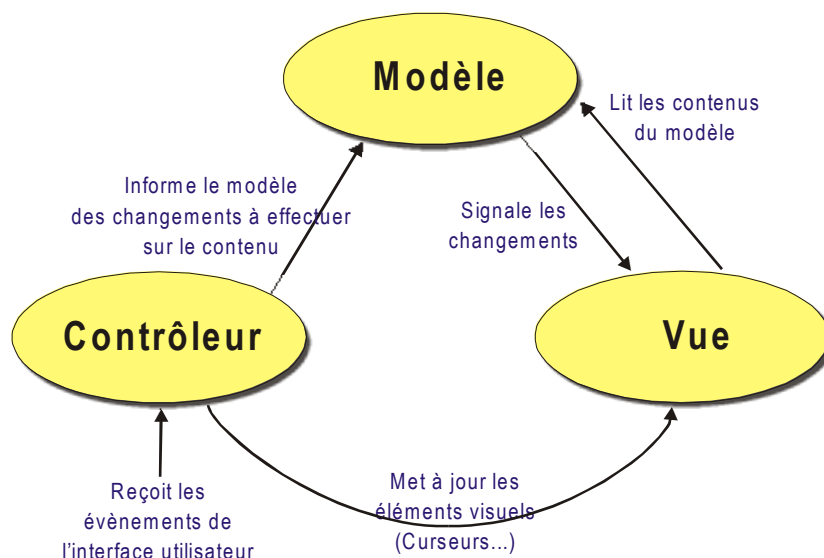 Modèle
Lit les contenus
du modèle
Informe le modèle
des changements à effectuer
sur le contenu
Signale les
changements
Contrôleur
Vue
Reçoit les
évènements de
l'interface utilisateur
Met à jour les
éléments visuels
(Curseurs...)